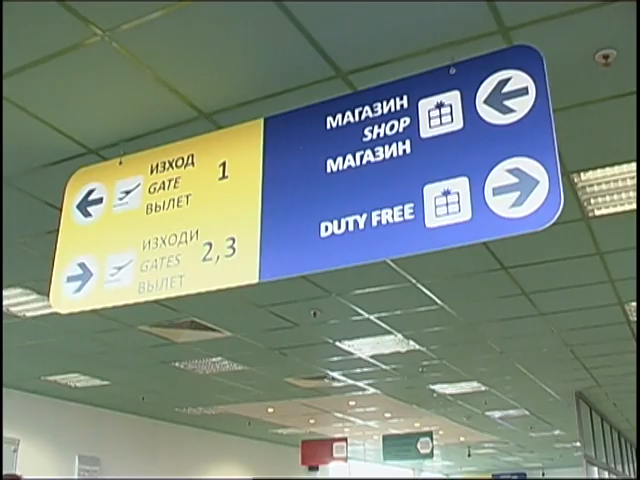 ИЗХОД
GATE
ВЫЛЕТ
1
ИЗХОДИ
GATES
ВЫЛЕТ
2,3
МАГАЗИН
SHOP
МАГАЗИН
DUTY FREE